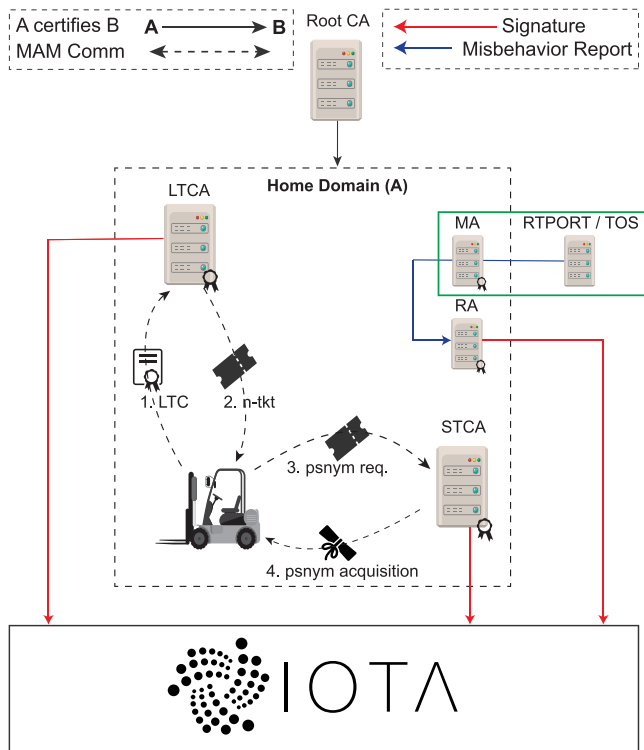 A certifies B A B
MAM Comm
Root CA
Signature
Misbehavior Report
Home Domain (A)
LTCA
MA RTPORT / TOS
RA
1. LTC
2. n-tkt
3. psnym req.
STCA
4. psnym acquisition
IOTA